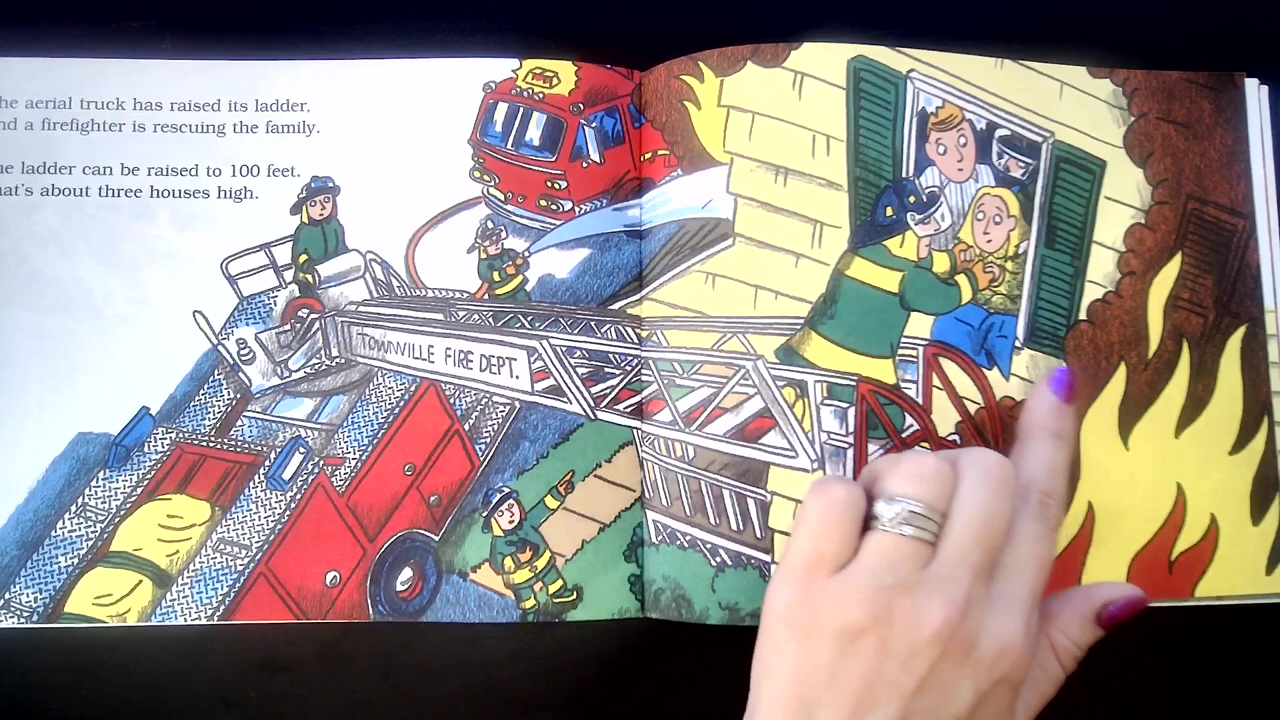 he aerial truck has raised its ladder,
nd a firefighter is rescuing the family.
he ladder can be raised to 100 feet.
hat's about three houses high.
TOWNVILLE FIRE DEPT.